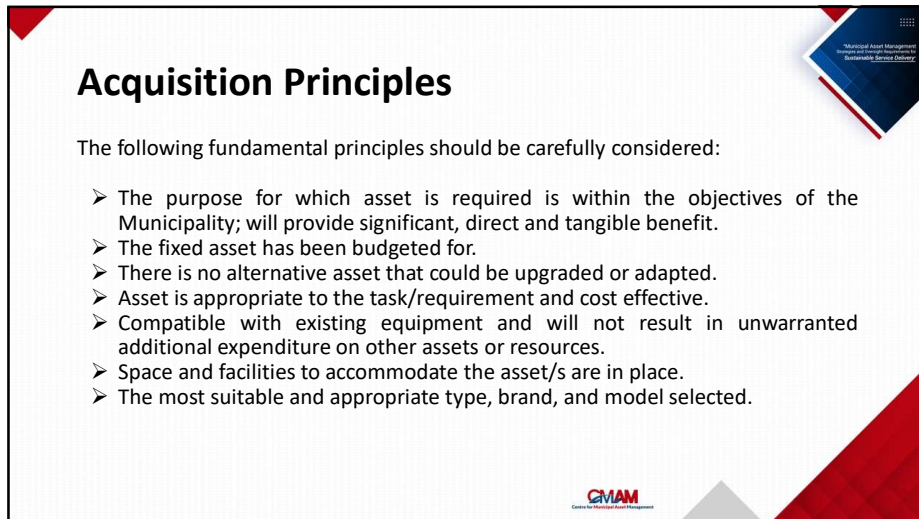 "Municipal Asset Management
Strategies and Oversight Requirements for
Sustainable Service Delivery"
Acquisition Principles
The following fundamental principles should be carefully considered:
➢ The purpose for which asset is required is within the objectives of the
Municipality; will provide significant, direct and tangible benefit.
➢ The fixed asset has been budgeted for.
➢ There is no alternative asset that could be upgraded or adapted.
➢ Asset is appropriate to the task/requirement and cost effective.
➢ Compatible with existing equipment and will not result in unwarranted
additional expenditure on other assets or resources.
➢ Space and facilities to accommodate the asset/s are in place.
➢ The most suitable and appropriate type, brand, and model selected.
CMAM
Centre for Municipal Asset Management